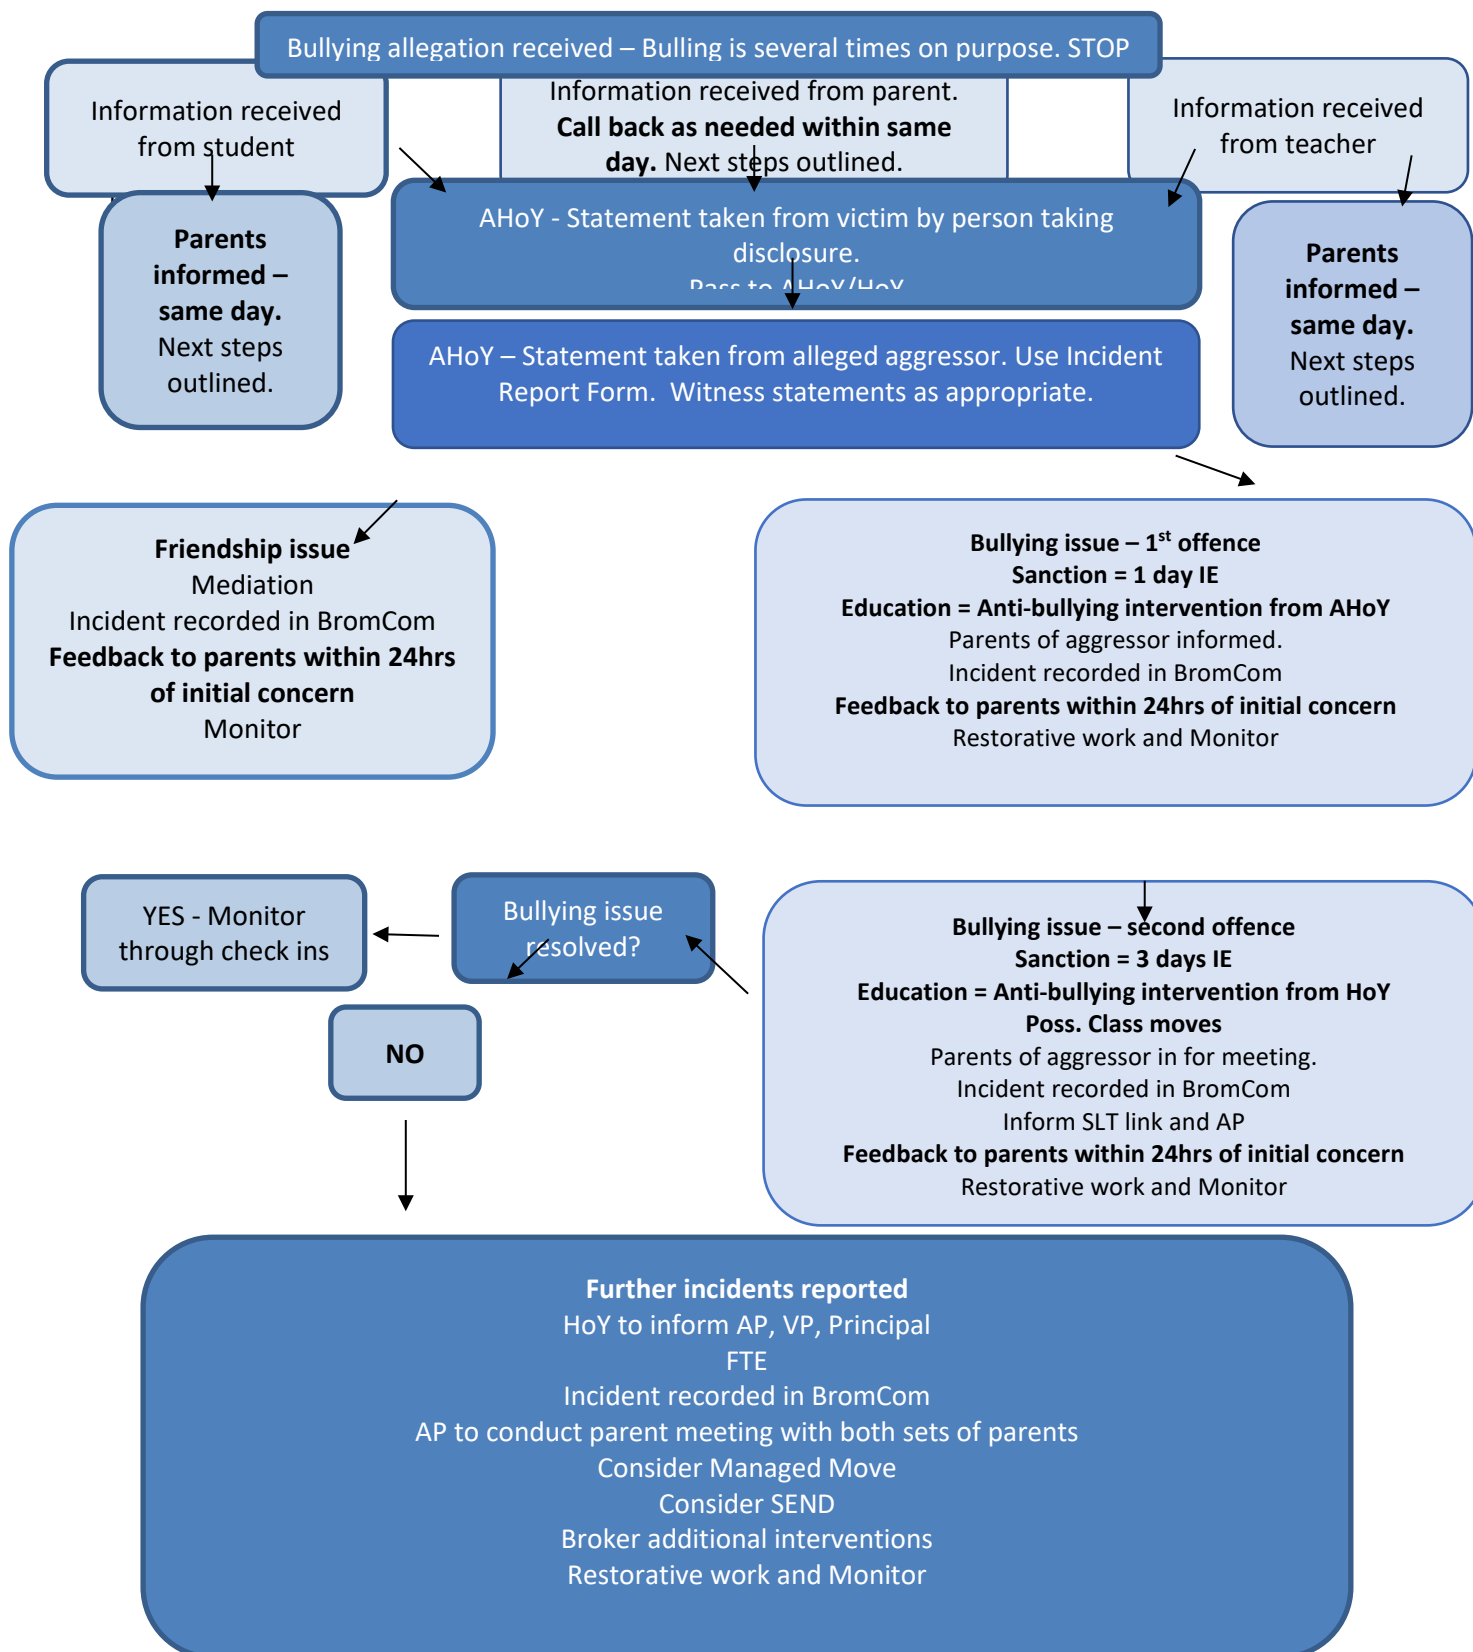 Bullying allegation received – Bulling is several times on purpose. STOP
Information received
from student
Information received from parent.
Call back as needed within same
day. Next steps outlined.
Information received
from teacher
Parents
informed –
same day.
Next steps
outlined.
AHoY - Statement taken from victim by person taking
disclosure.
Pass to AHoY/HoY
Parents
informed –
same day.
Next steps
outlined.
AHoY – Statement taken from alleged aggressor. Use Incident
Report Form.  Witness statements as appropriate.
Friendship issue
Mediation
Incident recorded in BromCom
Feedback to parents within 24hrs
of initial concern
Monitor
Bullying issue – 1st offence
Sanction = 1 day IE
Education = Anti-bullying intervention from AHoY
Parents of aggressor informed.
Incident recorded in BromCom
Feedback to parents within 24hrs of initial concern
Restorative work and Monitor
YES - Monitor
through check ins
Bullying issue
resolved?
NO
Bullying issue – second offence
Sanction = 3 days IE
Education = Anti-bullying intervention from HoY
Poss. Class moves
Parents of aggressor in for meeting.
Incident recorded in BromCom
Inform SLT link and AP
Feedback to parents within 24hrs of initial concern
Restorative work and Monitor
Further incidents reported
HoY to inform AP, VP, Principal
FTE
Incident recorded in BromCom
AP to conduct parent meeting with both sets of parents
Consider Managed Move
Consider SEND
Broker additional interventions
Restorative work and Monitor